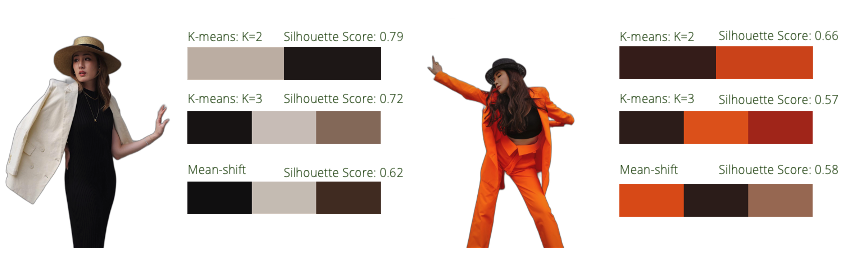 K-means: K=2 Silhouette Score: 0.79
K-means: K=3 Silhouette Score: 0.72
Mean-shift Silhouette Score: 0.62
K-means: K=2 Silhouette Score: 0.66
K-means: K=3 Silhouette Score: 0.57
Mean-shift Silhouette Score: 0.58